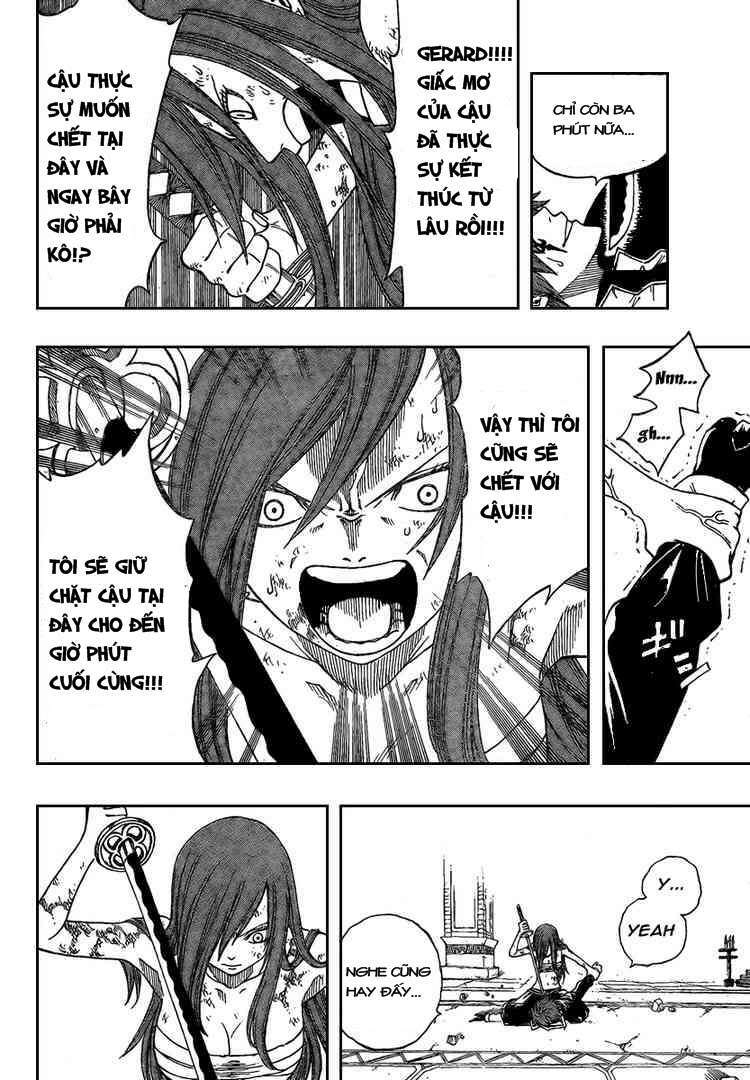 CHỈ CÒN BA
PHÚT NỮA...
GERARD!!!!
GIẤC MƠ
CỦA CẬU
ĐÃ THỰC
SỰ KẾT
THÚC TỪ
LÂU RỒI!!!
CẬU THỰC
SỰ MUỐN
CHẾT TẠI
ĐÂY VÀ
NGAY BÂY
GIỜ PHẢI
KÔ!?
Nnn...
gh...
ギギ
VẬY THÌ TÔI
CŨNG SẼ
CHẾT VỚI
CẬU!!!
TÔI SẼ GIỮ
CHẶT CẬU TẠI
ĐÂY CHO ĐẾN
GIỜ PHÚT
CUỐI CÙNG!!!
Y...
YEAH
NGHE CŨNG
HAY ĐẤY...